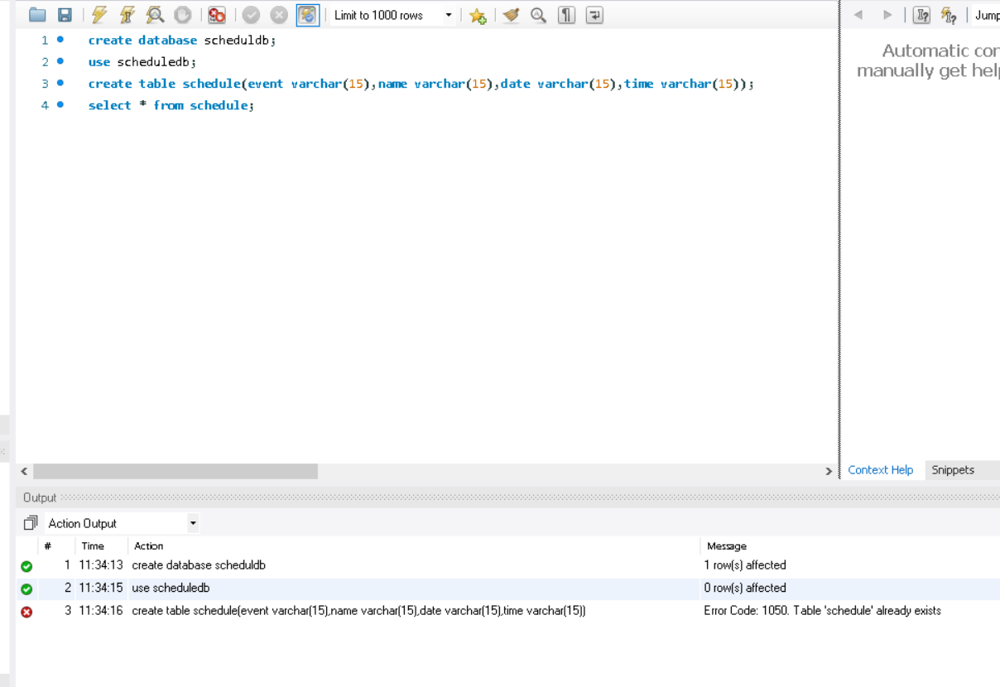 Limit to 1000 rows
Jump
1 create database scheduldb;
2 use scheduledb;
3 create table schedule(event varchar(15),name varchar(15),date varchar(15),time varchar(15));
4 select * from schedule;
Automatic con
manually get help
Context Help Snippets
Output
Action Output
# Time Action Message
1 11:34:13 create database scheduldb 1 row(s) affected
2 11:34:15 use scheduledb 0 row(s) affected
3 11:34:16 create table schedule(event varchar(15),name varchar(15),date varchar(15),time varchar(15)) Error Code: 1050. Table 'schedule' already exists